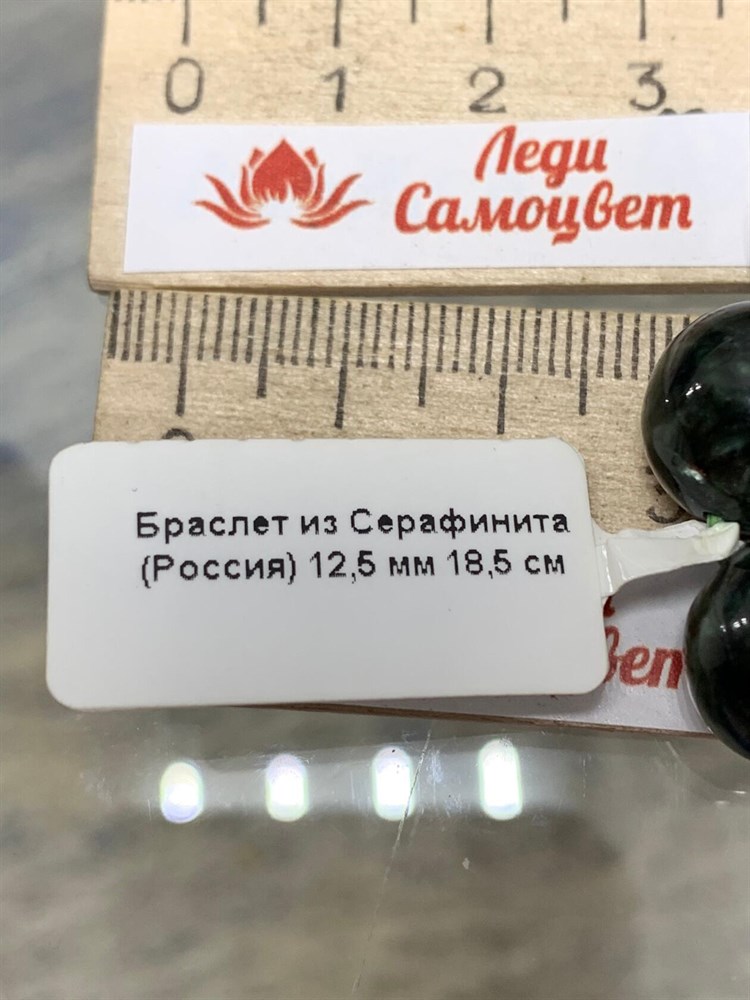 0 1 2 3
Леди
Самоцвет
Браслет из Серафинита
(Россия) 12,5 мм 18,5 см